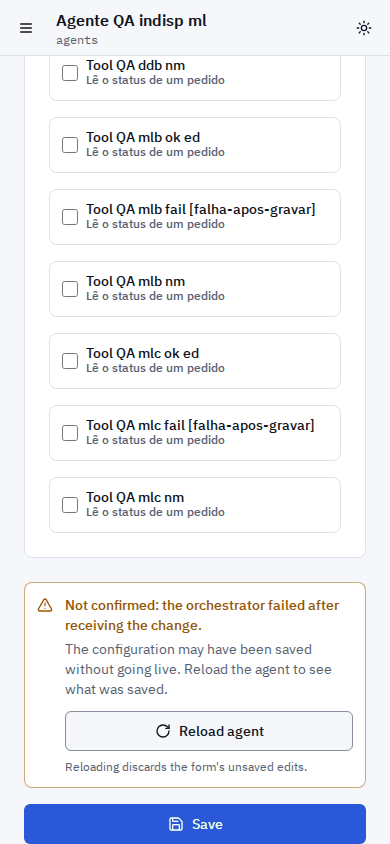 Agente QA indisp ml
agents
Tool QA ddb nm
Lê o status de um pedido
Tool QA mlb ok ed
Lê o status de um pedido
Tool QA mlb fail [falha-apos-gravar]
Lê o status de um pedido
Tool QA mlb nm
Lê o status de um pedido
Tool QA mlc ok ed
Lê o status de um pedido
Tool QA mlc fail [falha-apos-gravar]
Lê o status de um pedido
Tool QA mlc nm
Lê o status de um pedido
Not confirmed: the orchestrator failed after
receiving the change.
The configuration may have been saved
without going live. Reload the agent to see
what was saved.
Reload agent
Reloading discards the form's unsaved edits.
Save